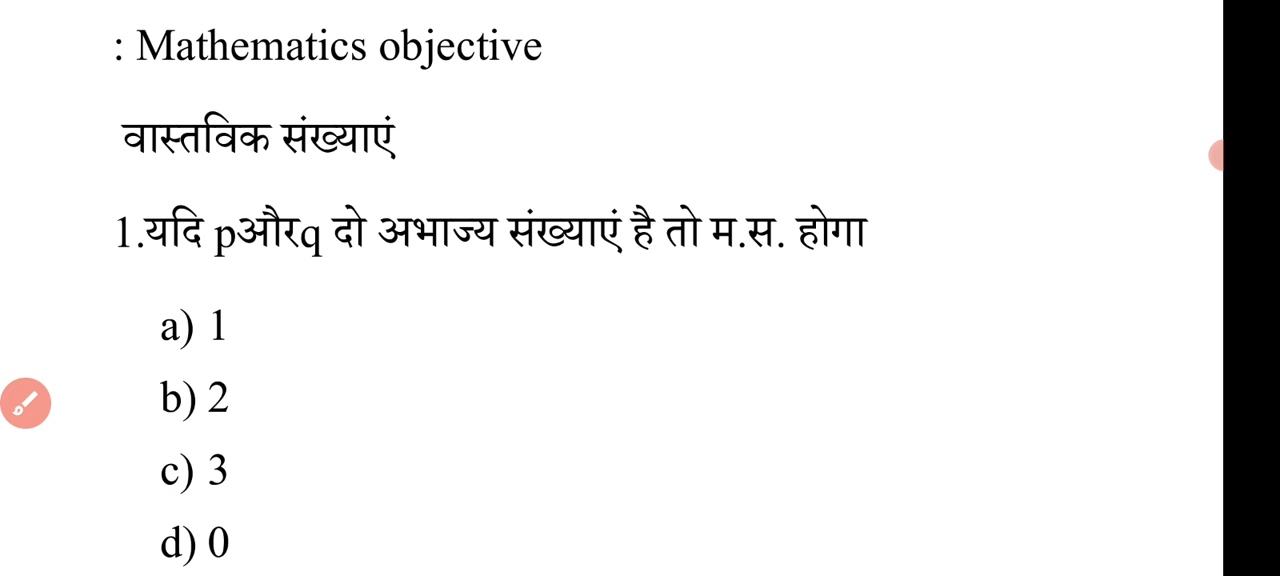 : Mathematics objective
वास्तविक संख्याएं
1.यदि pऔरq दो अभाज्य संख्याएं है तो म.स. होगा
a) 1
b) 2
c) 3
d) 0